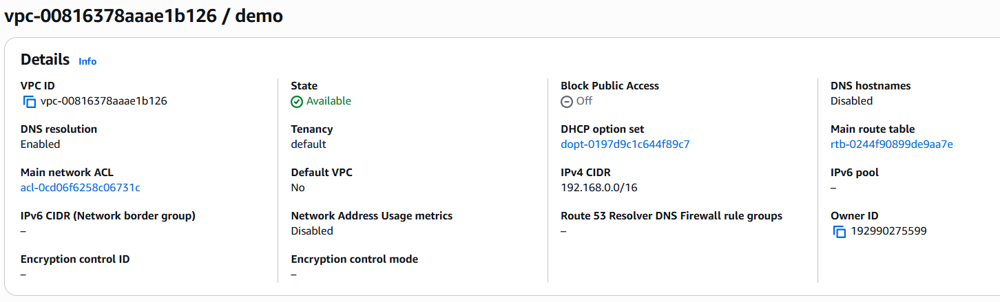 vpc-00816378aaae1b126 / demo
Details Info
VPC ID
vpc-00816378aaae1b126
State
Available
Block Public Access
Off
DNS hostnames
Disabled
DNS resolution
Enabled
Tenancy
default
DHCP option set
dopt-0197d9c1c644f89c7
Main route table
rtb-0244f90899de9aa7e
Main network ACL
acl-0cd06f6258c06731c
Default VPC
No
IPv4 CIDR
192.168.0.0/16
IPv6 pool
–
IPv6 CIDR (Network border group)
–
Network Address Usage metrics
Disabled
Route 53 Resolver DNS Firewall rule groups
–
Owner ID
192990275599
Encryption control ID
–
Encryption control mode
–